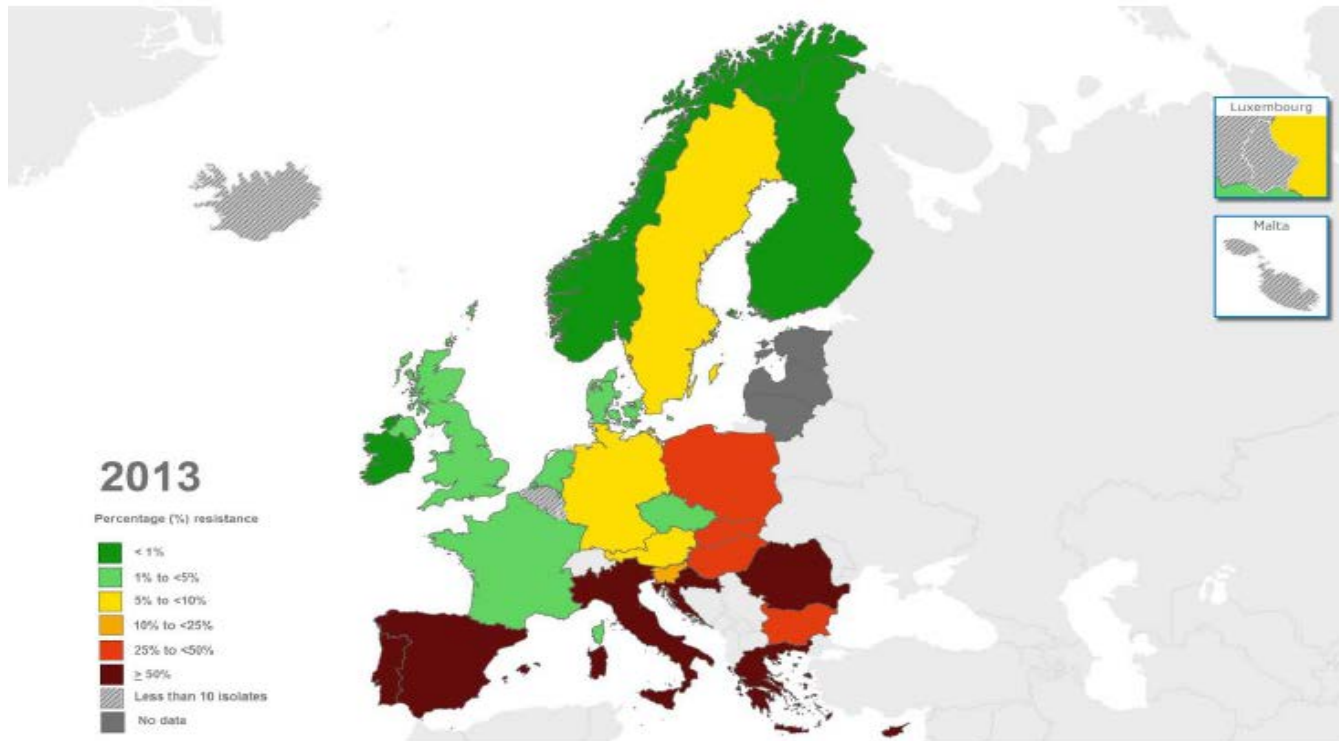 Luxembourg
Malta
2013
Percentage (%) resistance
< 1%
1% to <5%
5% to <10%
10% to <25%
25% to <50%
≥ 50%
Less than 10 isolates
No data